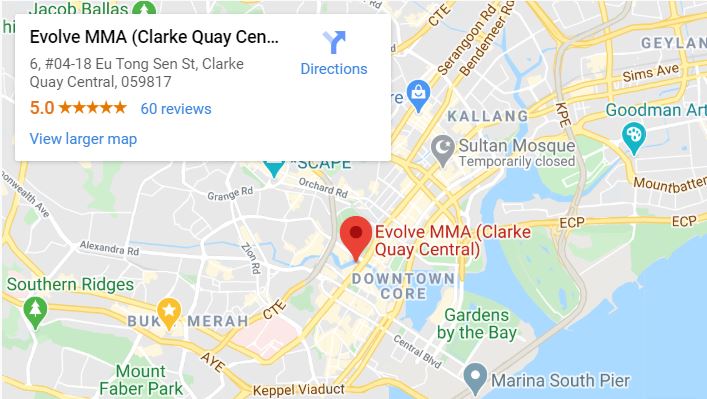 Jacob Ballas
Evolve MMA (Clarke Quay Cen...
6, #04-18 Eu Tong Sen St, Clarke
Quay Central, 059817
5.0 60 reviews
View larger map
Directions
CTE
Serangoon Rd
Bendemeer Rd
GEYLAN
Sims Ave
KPE
KALLANG
Goodman Art
Sultan Mosque
Temporarily closed
*SCAPE
Orchard Rd
Grange Rd
Mountbatten
ECP
ECP
Alexandra Rd
Zion Rd
Evolve MMA (Clarke
Quay Central)
DOWNTOWN
CORE
Southern Ridges
BUKIT MERAH
CTE
Gardens
by the Bay
AYE
Central Blvd
Mount
Faber Park
Keppel Viaduct
Marina South Pier